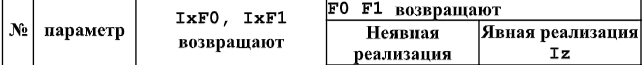 №
параметр
IxF0, IxF1
возвращают
F0 F1 возвращают
Неявная
реализация
Явная реализация
Iz